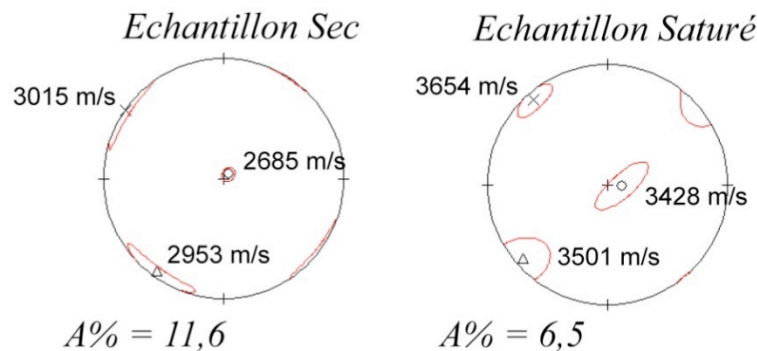 Echantillon Sec
3015 m/s
2685 m/s
2953 m/s
A% = 11,6
Echantillon Saturé
3654 m/s
3428 m/s
3501 m/s
A% = 6,5